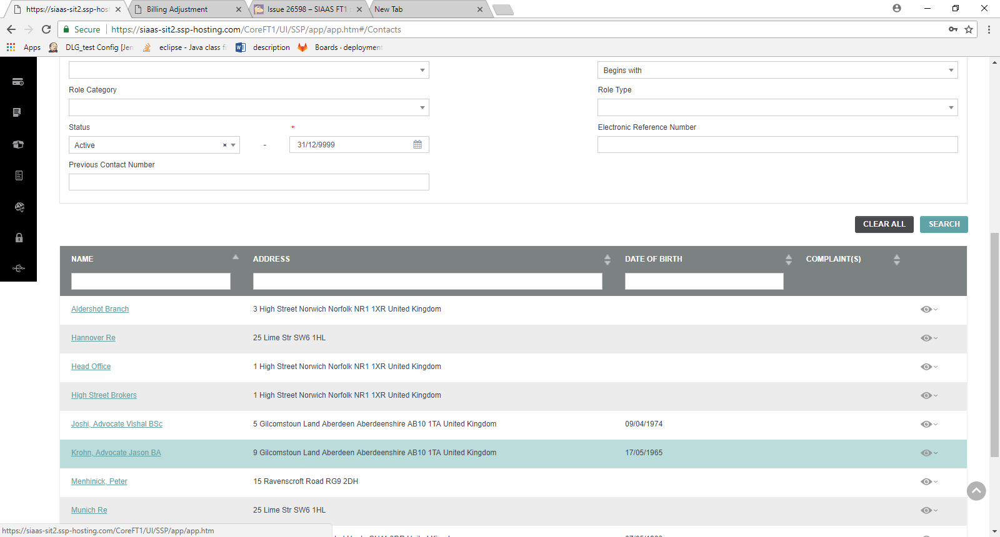 https://siaas-sit2.ssp-host
Billing Adjustment
Issue 26598 – SIAAS FT1
New Tab
Secure
https://siaas-sit2.ssp-hosting.com/CoreFT1/UI/SSP/app/app.htm#/Contacts
Apps
DLG_test Config [Jen
eclipse - Java class fi
description
Boards · deployment
Begins with
Role Category
Role Type
Status
*
Electronic Reference Number
Active
×
-
31/12/9999
Previous Contact Number
CLEAR ALL
SEARCH
NAME
ADDRESS
DATE OF BIRTH
COMPLAINT(S)
Aldershot Branch
3 High Street Norwich Norfolk NR1 1XR United Kingdom
Hannover Re
25 Lime Str SW6 1HL
Head Office
1 High Street Norwich Norfolk NR1 1XR United Kingdom
High Street Brokers
1 High Street Norwich Norfolk NR1 1XR United Kingdom
Joshi, Advocate Vishal BSc
5 Gilcomstoun Land Aberdeen Aberdeenshire AB10 1TA United Kingdom
09/04/1974
Krohn, Advocate Jason BA
9 Gilcomstoun Land Aberdeen Aberdeenshire AB10 1TA United Kingdom
17/05/1965
Menhinick, Peter
15 Ravenscroft Road RG9 2DH
Munich Re
25 Lime Str SW6 1HL
https://siaas-sit2.ssp-hosting.com/CoreFT1/UI/SSP/app/app.htm